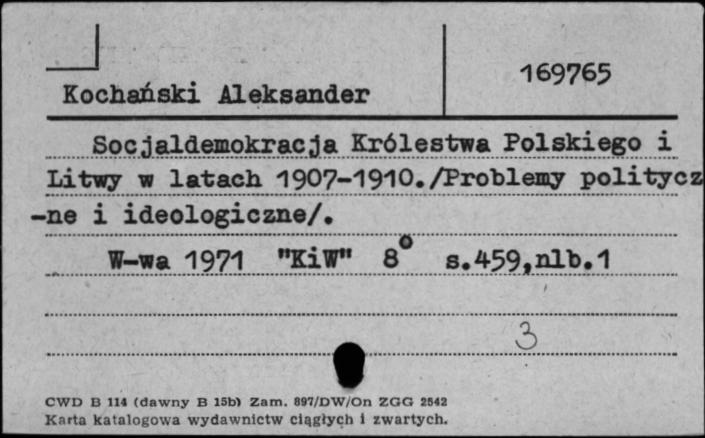 169765
Kochański Aleksander
Socjaldemokracja Królestwa Polskiego i
Litwy w latach 1907-1910./Problemy politycz
-ne i ideologiczne/.
W-wa 1971 "KiW" 8° s.459,nlb.1
3
CWD B 114 (dawny B 15b) Zam. 897/DW/On ZGG 2542
Karta katalogowa wydawnictw ciągłych i zwartych.